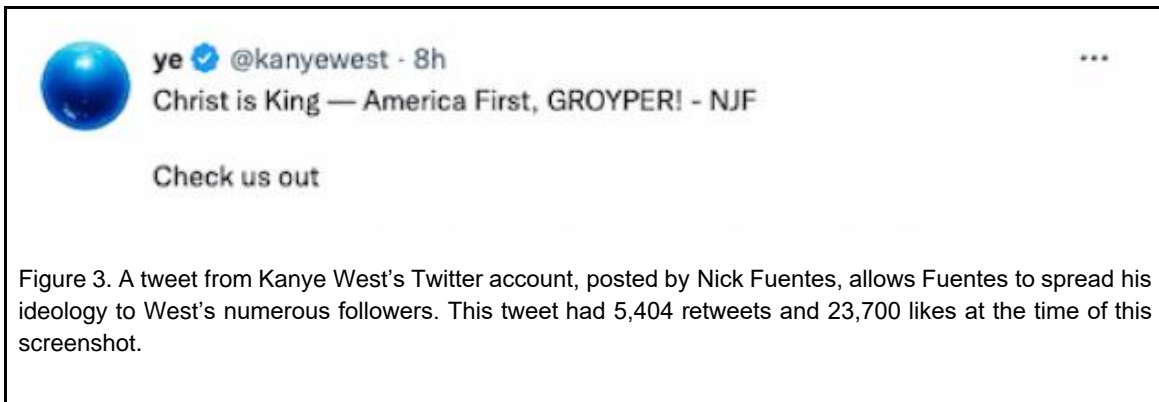 ye @kanyewest · 8h
Christ is King — America First, GROYPER! - NJF
Check us out
Figure 3. A tweet from Kanye West's Twitter account, posted by Nick Fuentes, allows Fuentes to spread his
ideology to West's numerous followers. This tweet had 5,404 retweets and 23,700 likes at the time of this
screenshot.